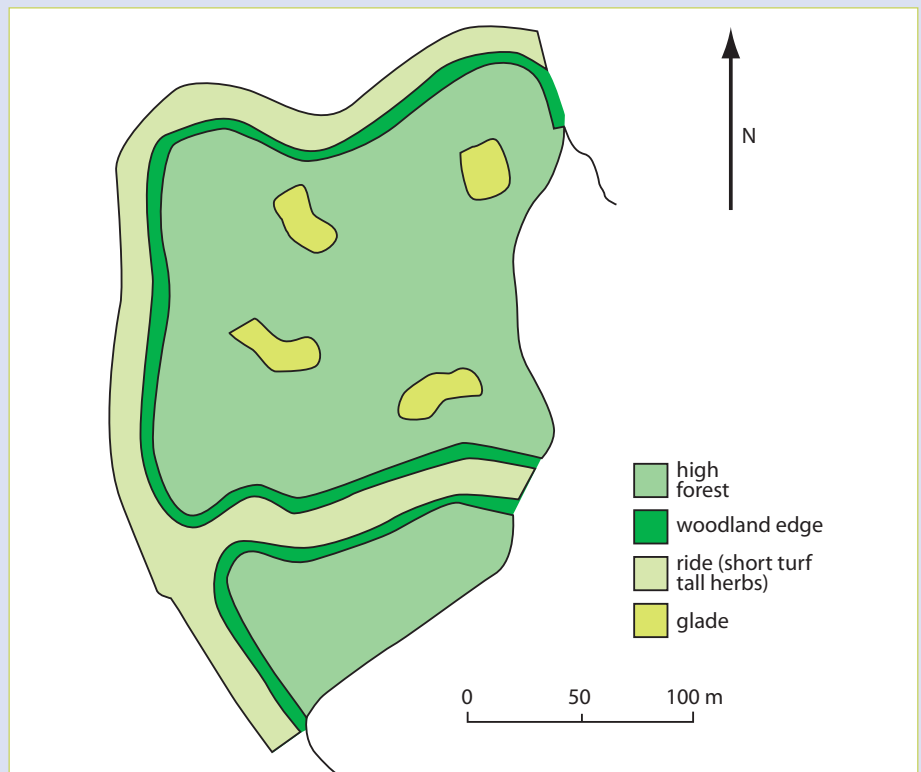 N
high
forest
woodland edge
ride (short turf
tall herbs)
glade
0 50 100 m